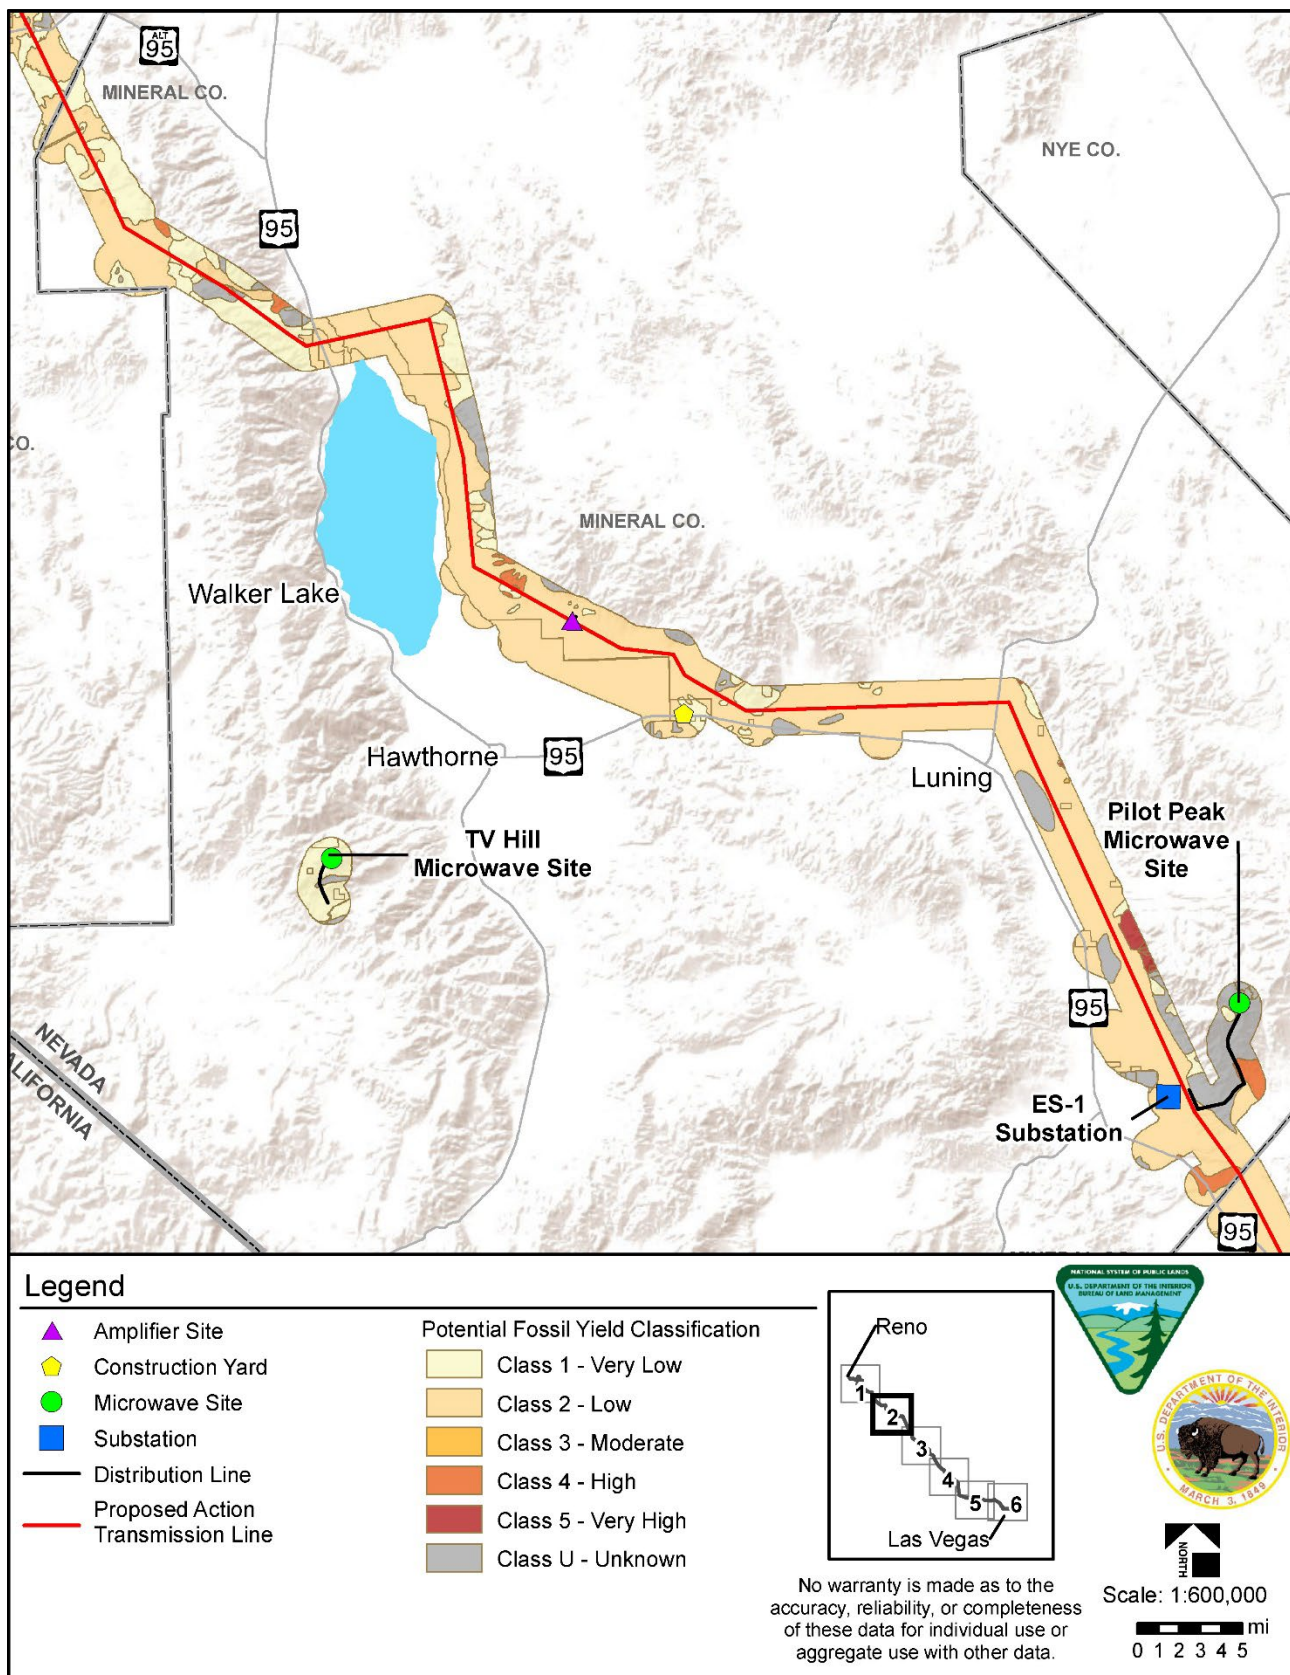 ALT
95
MINERAL CO.
NYE CO.
95
CO.
MINERAL CO.
Walker Lake
Hawthorne
95
Luning
Pilot Peak
Microwave
Site
TV Hill
Microwave Site
95
NEVADA
ALIFORNIA
ES-1
Substation
95
Legend
Amplifier Site
Construction Yard
Microwave Site
Substation
Distribution Line
Proposed Action
Transmission Line
Potential Fossil Yield Classification
Class 1 - Very Low
Class 2 - Low
Class 3 - Moderate
Class 4 - High
Class 5 - Very High
Class U - Unknown
Reno
1
2
3
4
5
6
Las Vegas
No warranty is made as to the
accuracy, reliability, or completeness
of these data for individual use or
aggregate use with other data.
NATIONAL SYSTEM OF PUBLIC LANDS
U.S. DEPARTMENT OF THE INTERIOR
BUREAU OF LAND MANAGEMENT
U.S. DEPARTMENT OF THE INTERIOR
MARCH 3, 1849
NORTH
Scale: 1:600,000
mi
0 1 2 3 4 5